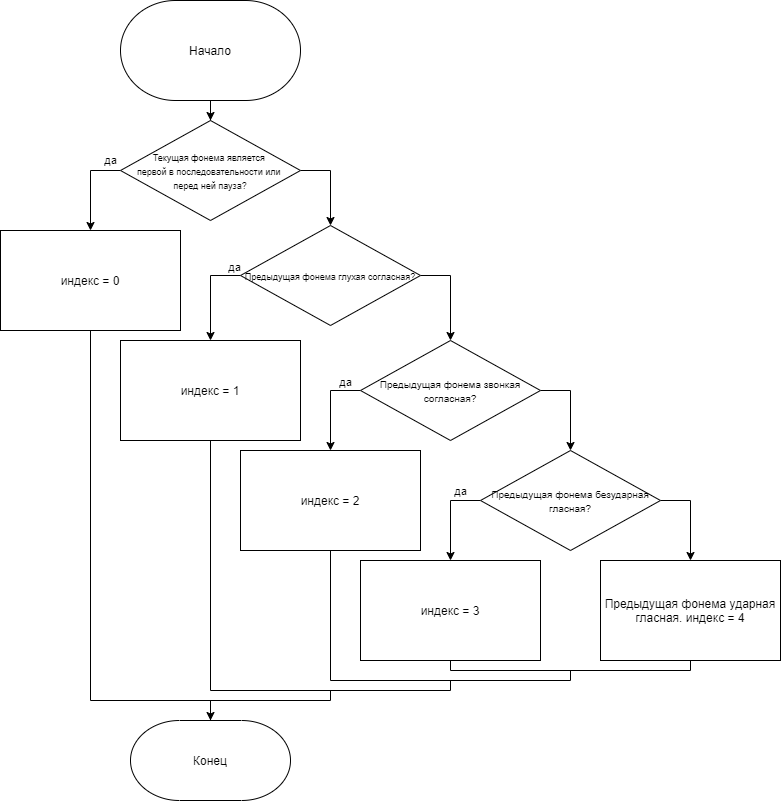 Начало
Текущая фонема является
первой в последовательности или
перед ней пауза?
да
индекс = 0
да
Предыдущая фонема глухая согласная?
индекс = 1
да
Предыдущая фонема звонкая
согласная?
индекс = 2
да
Предыдущая фонема безударная
гласная?
индекс = 3
Предыдущая фонема ударная
гласная. индекс = 4
Конец